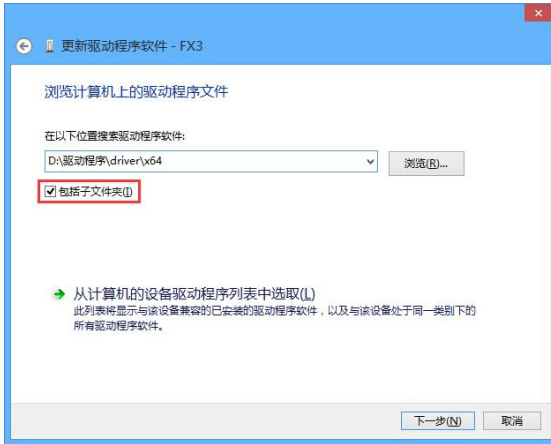 更新驱动程序软件 - FX3
浏览计算机上的驱动程序文件
在以下位置搜索驱动程序软件:
D:\驱动程序\driver\x64
浏览(R)...
包括子文件夹(I)
从计算机的设备驱动程序列表中选取(L)
此列表将显示与该设备兼容的已安装的驱动程序软件，以及与该设备处于同一类别下的
所有驱动程序软件。
下一步(N)
取消